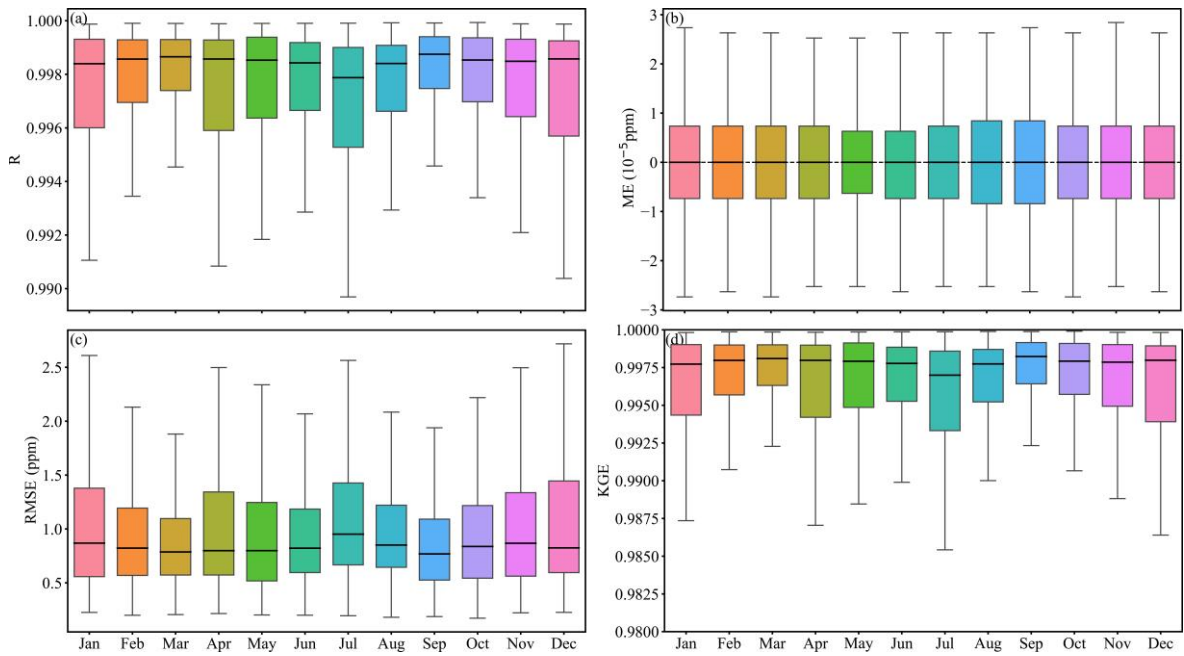 (a)
1.000
0.998
0.996
0.994
0.992
0.990
R
(b)
3
2
1
0
−1
−2
−3
ME (10⁻⁵ppm)
(c)
2.5
2.0
1.5
1.0
0.5
RMSE (ppm)
Jan Feb Mar Apr May Jun Jul Aug Sep Oct Nov Dec
(d)
1.0000
0.9975
0.9950
0.9925
0.9900
0.9875
0.9850
0.9825
0.9800
KGE
Jan Feb Mar Apr May Jun Jul Aug Sep Oct Nov Dec